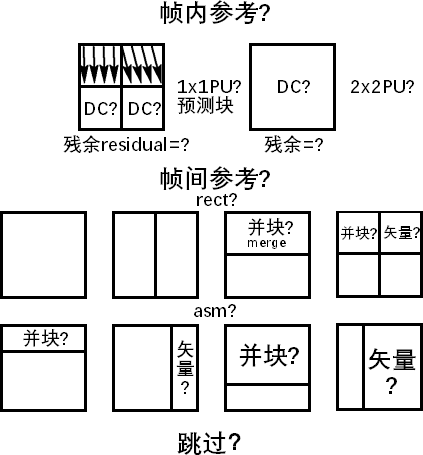 帧内参考?
DC? DC?
1x1PU?
预测块
DC?
2x2PU?
残余residual=?
残余=?
帧间参考?
rect?
并块?
merge
并块? 矢量?
asm?
并块?
矢量?
并块?
矢量?
跳过?